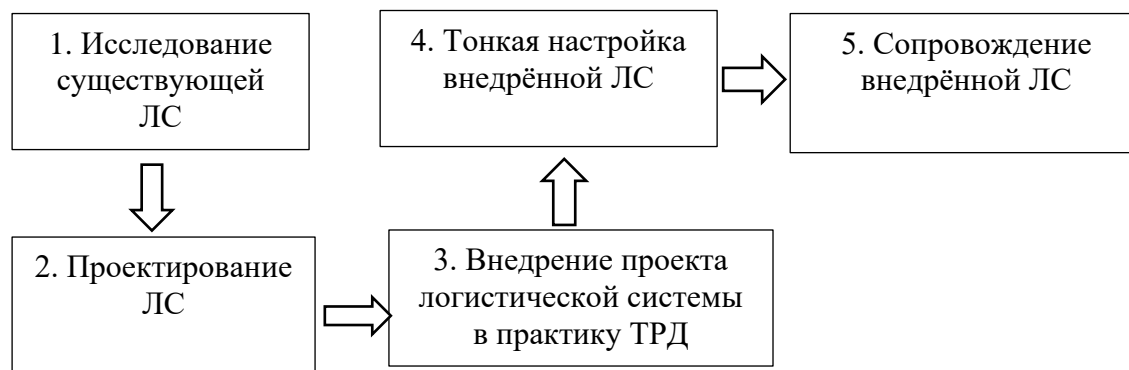 1. Исследование
существующей
ЛС
2. Проектирование
ЛС
3. Внедрение проекта
логистической системы
в практику ТРД
4. Тонкая настройка
внедрённой ЛС
5. Сопровождение
внедрённой ЛС